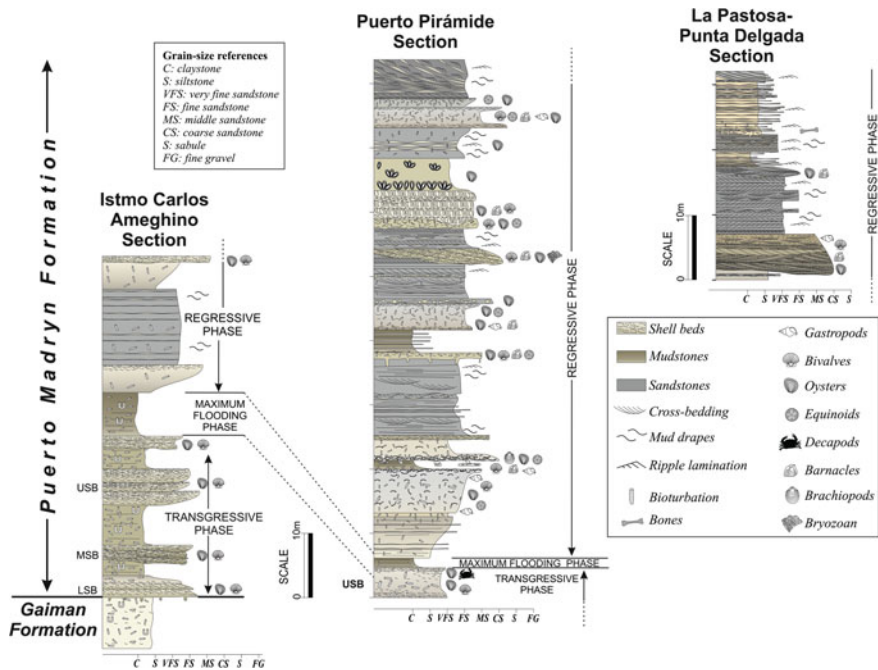 Puerto Madryn Formation
Gaiman
Formation
Grain-size references
C: claystone
S: siltstone
VFS: very fine sandstone
FS: fine sandstone
MS: middle sandstone
CS: coarse sandstone
S: sabule
FG: fine gravel
Istmo Carlos
Ameghino
Section
REGRESSIVE
PHASE
MAXIMUM
FLOODING
PHASE
TRANSGRESSIVE
PHASE
USB
MSB
LSB
C S VFS FS MS CS S FG
SCALE
10m
Puerto Pirámide
Section
REGRESSIVE PHASE
MAXIMUM FLOODING PHASE
TRANSGRESSIVE
PHASE
USB
C S VFS FS MS CS S FG
La Pastosa-
Punta Delgada
Section
REGRESSIVE PHASE
SCALE
10m
C S VFS FS MS CS S
Shell beds
Mudstones
Sandstones
Cross-bedding
Mud drapes
Ripple lamination
Bioturbation
Bones
Gastropods
Bivalves
Oysters
Equinoids
Decapods
Barnacles
Brachiopods
Bryozoan